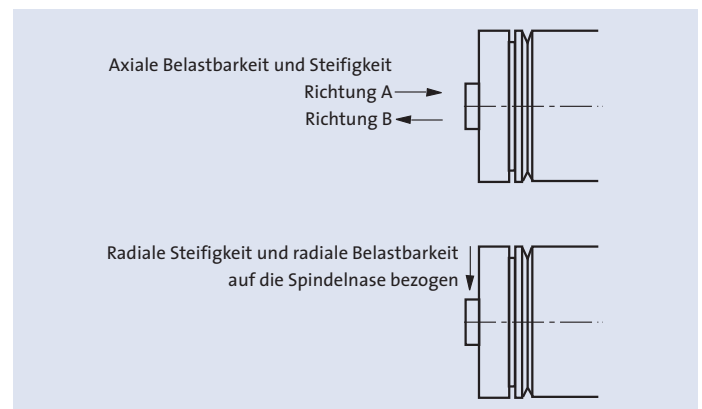 Axiale Belastbarkeit und Steifigkeit
Richtung A
Richtung B
Radiale Steifigkeit und radiale Belastbarkeit
auf die Spindelnase bezogen